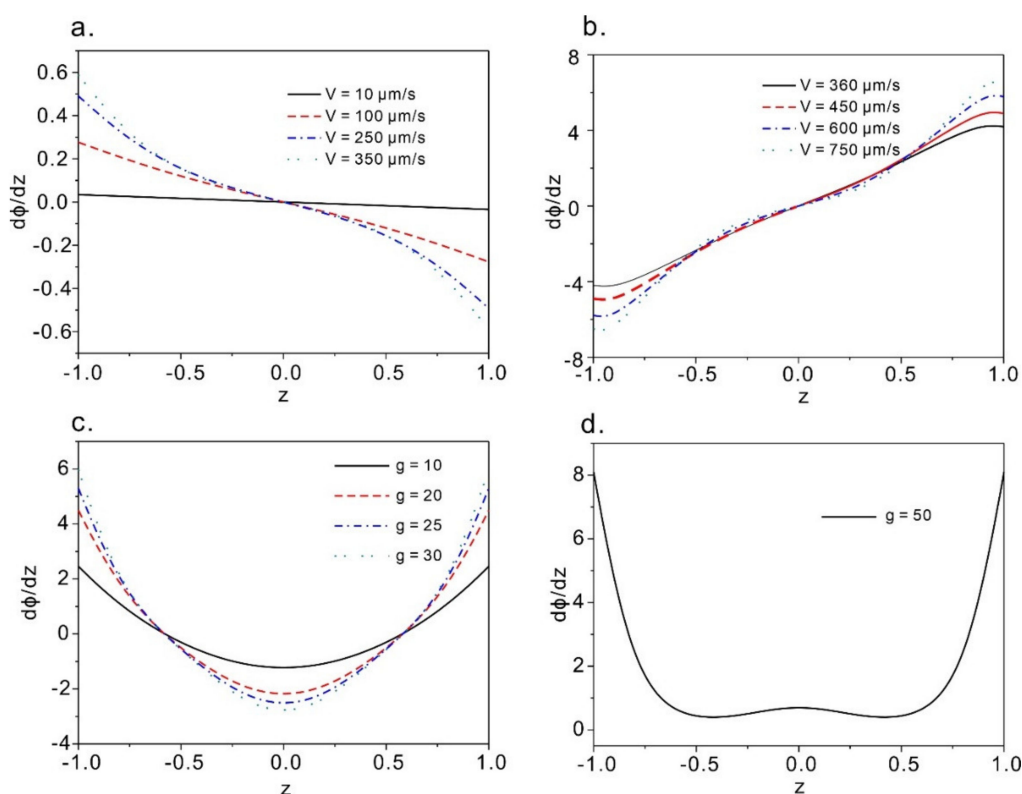 a.
0.6
0.4
0.2
0.0
-0.2
-0.4
-0.6
dϕ/dz
V = 10 µm/s
V = 100 µm/s
V = 250 µm/s
V = 350 µm/s
-1.0 -0.5 0.0 0.5 1.0
z
b.
8
4
0
-4
-8
dϕ/dz
V = 360 µm/s
V = 450 µm/s
V = 600 µm/s
V = 750 µm/s
-1.0 -0.5 0.0 0.5 1.0
z
c.
6
4
2
0
-2
-4
dϕ/dz
g = 10
g = 20
g = 25
g = 30
-1.0 -0.5 0.0 0.5 1.0
z
d.
8
6
4
2
0
dϕ/dz
g = 50
-1.0 -0.5 0.0 0.5 1.0
z